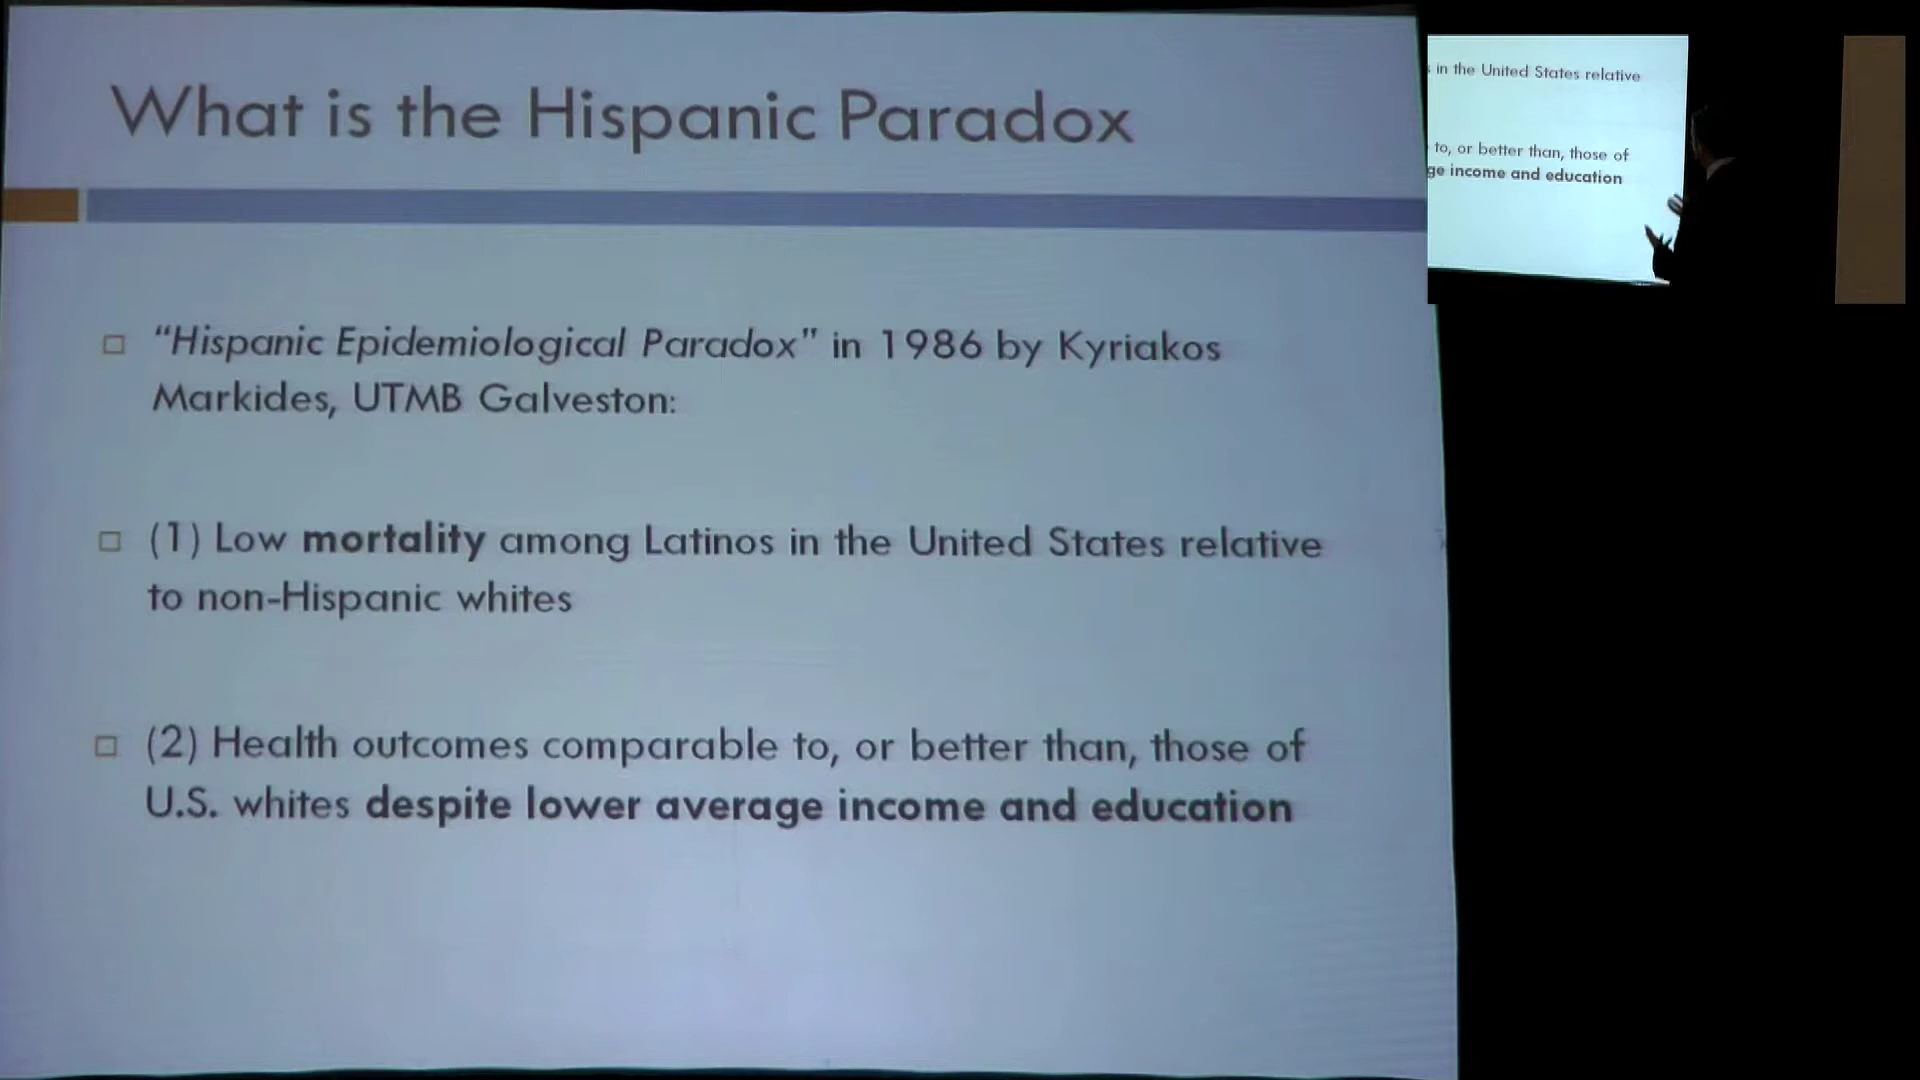 What is the Hispanic Paradox
“Hispanic Epidemiological Paradox” in 1986 by Kyriakos
Markides, UTMB Galveston:
(1) Low mortality among Latinos in the United States relative
to non-Hispanic whites
(2) Health outcomes comparable to, or better than, those of
U.S. whites despite lower average income and education
in the United States relative
to, or better than, those of
income and education